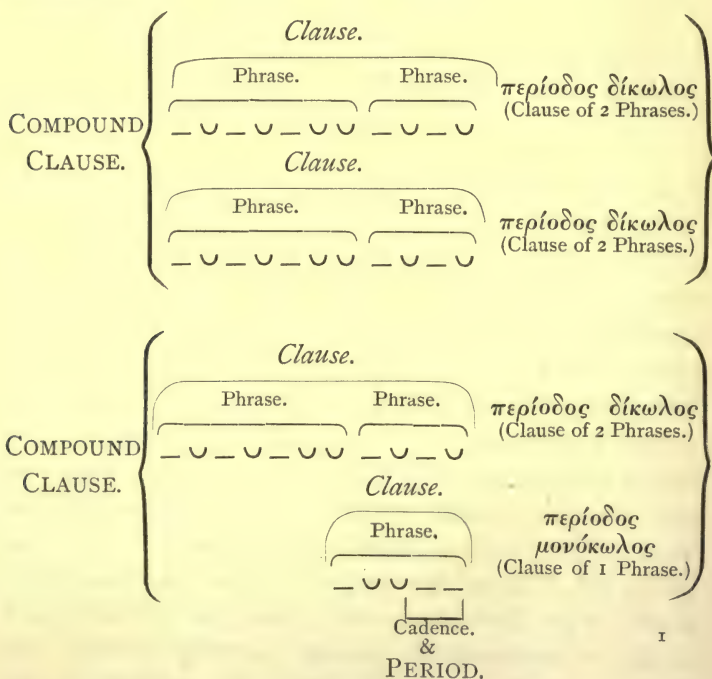 Clause.
Phrase. Phrase.
περίοδος δίκωλος
(Clause of 2 Phrases.)
COMPOUND
CLAUSE.
_ ∪ _ ∪ _ ∪ ∪ _ ∪ _ ∪
Clause.
Phrase. Phrase.
περίοδος δίκωλος
(Clause of 2 Phrases.)
_ ∪ _ ∪ _ ∪ ∪ _ ∪ _ ∪
Clause.
Phrase. Phrase.
περίοδος δίκωλος
(Clause of 2 Phrases.)
COMPOUND
CLAUSE.
_ ∪ _ ∪ _ ∪ ∪ _ ∪ _ ∪
Clause.
Phrase.
περίοδος
μονόκωλος
(Clause of 1 Phrase.)
_ ∪ ∪ _ _
Cadence.
&
PERIOD.
1